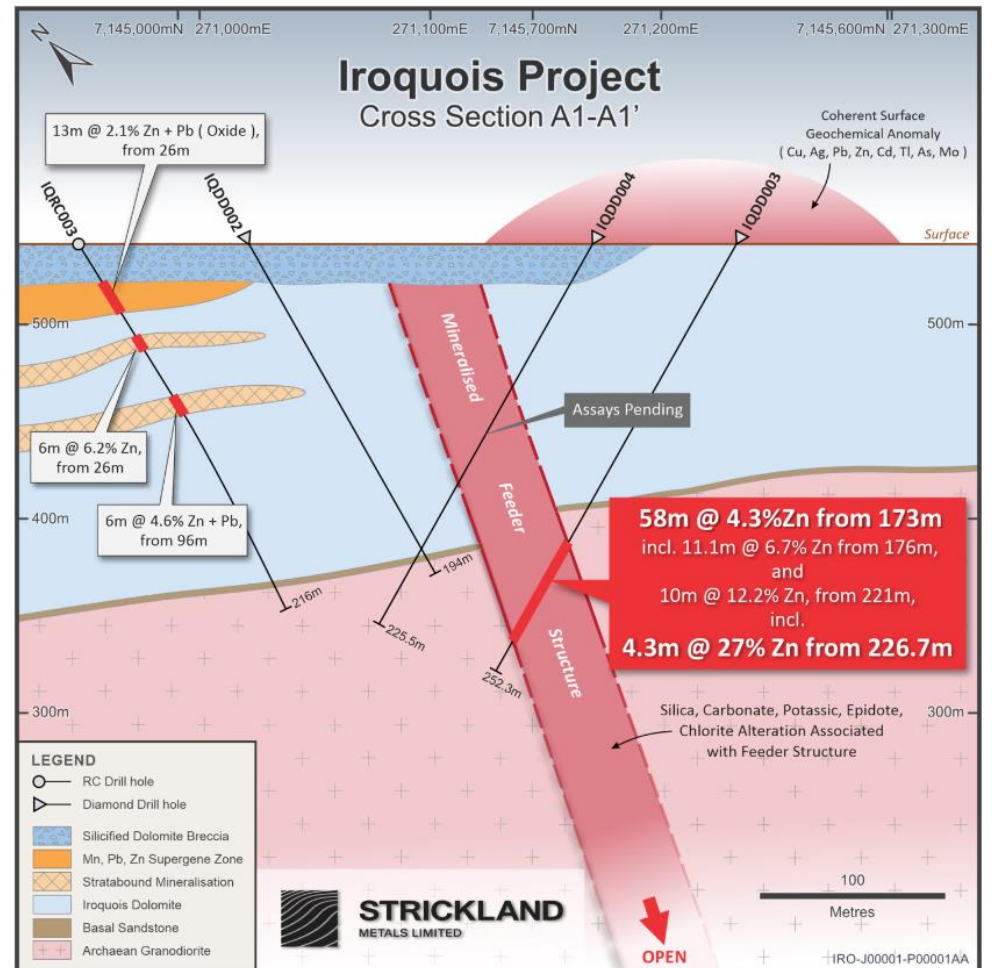 N
7,145,000mN 271,000mE
271,100mE 7,145,700mN
271,200mE
7,145,600mN 271,300mE
Iroquois Project
Cross Section A1-A1’
13m @ 2.1% Zn + Pb ( Oxide ),
from 26m
Coherent Surface
Geochemical Anomaly
( Cu, Ag, Pb, Zn, Cd, Tl, As, Mo )
IQRC003
IQDD002
IQDD004
IQDD003
Surface
500m
500m
Mineralised
Feeder
Structure
Assays Pending
6m @ 6.2% Zn,
from 26m
6m @ 4.6% Zn + Pb,
from 96m
400m
58m @ 4.3%Zn from 173m
incl. 11.1m @ 6.7% Zn from 176m,
and
10m @ 12.2% Zn, from 221m,
incl.
4.3m @ 27% Zn from 226.7m
194m
216m
225.5m
252.3m
300m
300m
Silica, Carbonate, Potassic, Epidote,
Chlorite Alteration Associated
with Feeder Structure
LEGEND
RC Drill hole
Diamond Drill hole
Silicified Dolomite Breccia
Mn, Pb, Zn Supergene Zone
Stratabound Mineralisation
Iroquois Dolomite
Basal Sandstone
Archaean Granodiorite
STRICKLAND
METALS LIMITED
100
Metres
OPEN
IRO-J00001-P00001AA